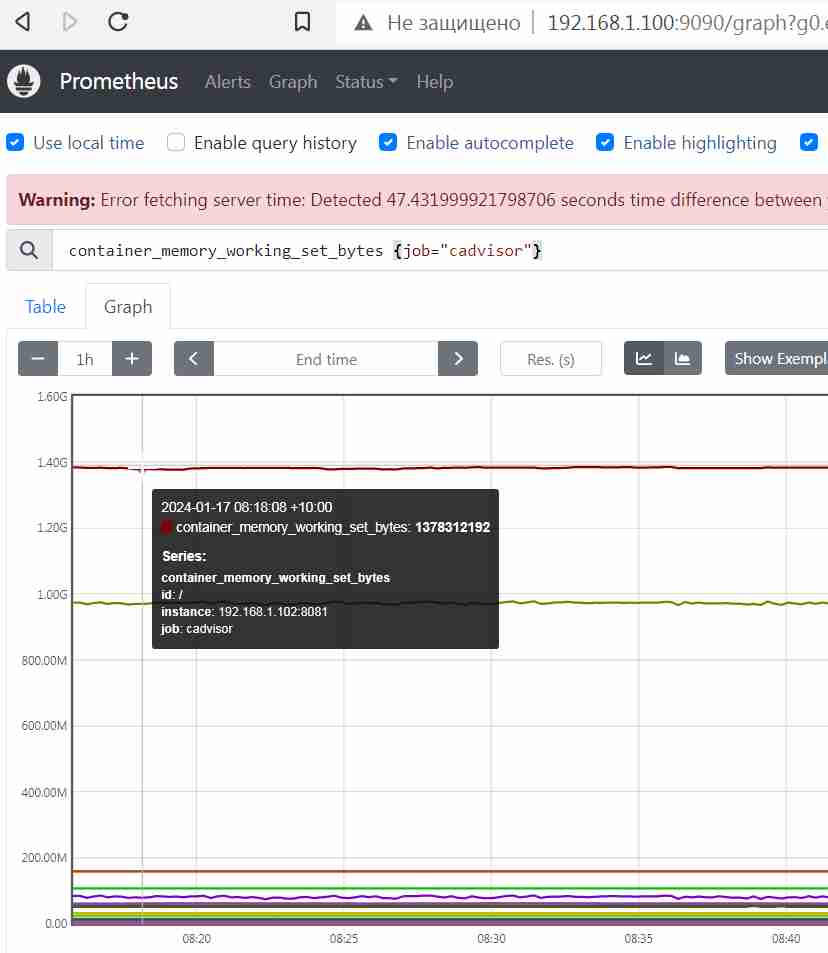 Не защищено 192.168.1.100:9090/graph?g0.
Prometheus Alerts Graph Status Help
Use local time Enable query history Enable autocomplete Enable highlighting
Warning: Error fetching server time: Detected 47.431999921798706 seconds time difference between
container_memory_working_set_bytes {job="cadvisor"}
Table Graph
− 1h + End time Res. (s) Show Exempl
1.60G
1.40G
2024-01-17 08:18:08 +10:00
1.20G
container_memory_working_set_bytes: 1378312192
Series:
container_memory_working_set_bytes
1.00G
id: /
instance: 192.168.1.102:8081
job: cadvisor
800.00M
600.00M
400.00M
200.00M
0.00
08:20 08:25 08:30 08:35 08:40